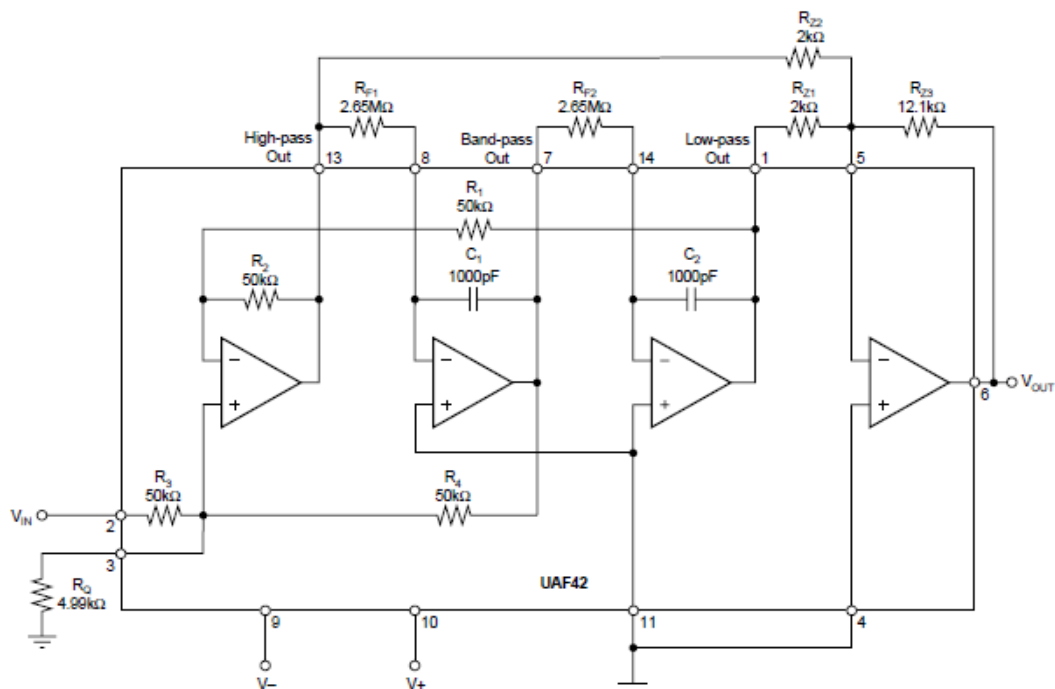 R_Z2
2kΩ
R_F1
2.65MΩ
R_F2
2.65MΩ
R_Z1
2kΩ
R_Z3
12.1kΩ
High-pass
Out
13
8
Band-pass
Out
7
14
Low-pass
Out
1
5
R_1
50kΩ
R_2
50kΩ
C_1
1000pF
C_2
1000pF
−
+
−
+
−
+
−
+
6
V_OUT
R_3
50kΩ
R_4
50kΩ
V_IN
2
3
R_Q
4.99kΩ
UAF42
9
10
11
4
V−
V+